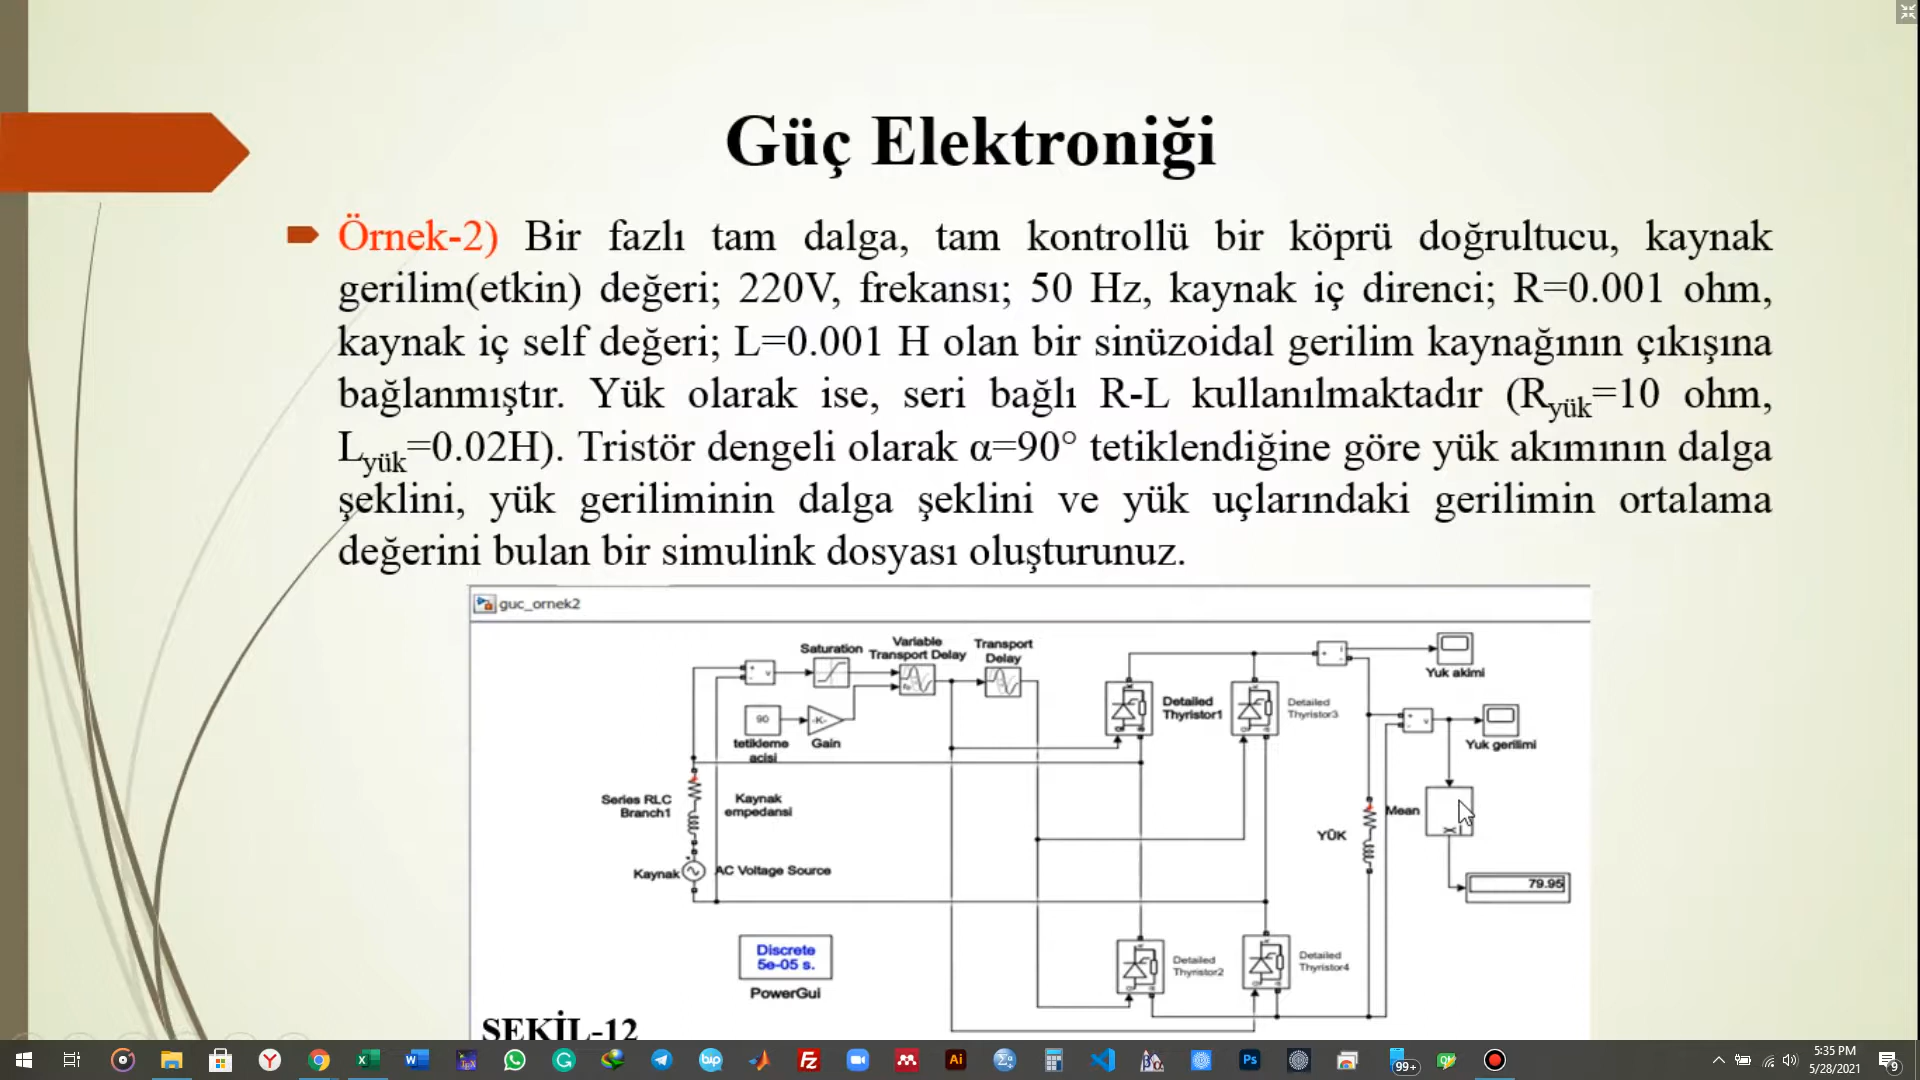 Güç Elektroniği
Örnek-2) Bir fazlı tam dalga, tam kontrollü bir köprü doğrultucu, kaynak
gerilim(etkin) değeri; 220V, frekansı; 50 Hz, kaynak iç direnci; R=0.001 ohm,
kaynak iç self değeri; L=0.001 H olan bir sinüzoidal gerilim kaynağının çıkışına
bağlanmıştır. Yük olarak ise, seri bağlı R-L kullanılmaktadır (Ryük=10 ohm,
Lyük=0.02H). Tristör dengeli olarak α=90° tetiklendiğine göre yük akımının dalga
şeklini, yük geriliminin dalga şeklini ve yük uçlarındaki gerilimin ortalama
değerini bulan bir simulink dosyası oluşturunuz.
guc_ornek2
Saturation
Variable
Transport Delay
Transport
Delay
Yuk akimi
Detailed
Thyristor1
Detailed
Thyristor3
90
-K-
tetikleme
acisi
Gain
Yuk gerilimi
Series RLC
Branch1
Kaynak
empedansi
YÜK
Mean
Kaynak
AC Voltage Source
79.95
Discrete
5e-05 s.
PowerGui
Detailed
Thyristor2
Detailed
Thyristor4
ŞEKİL-12
99+
5:35 PM
5/28/2021
9